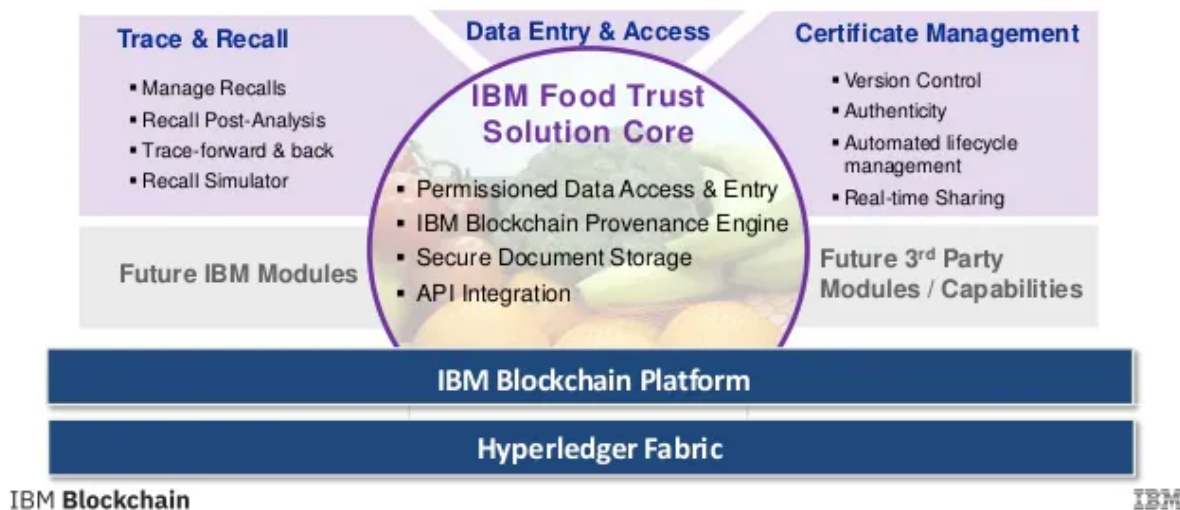 Trace & Recall
▪ Manage Recalls
▪ Recall Post-Analysis
▪ Trace-forward & back
▪ Recall Simulator
Data Entry & Access
Certificate Management
▪ Version Control
▪ Authenticity
▪ Automated lifecycle
management
▪ Real-time Sharing
IBM Food Trust
Solution Core
▪ Permissioned Data Access & Entry
▪ IBM Blockchain Provenance Engine
▪ Secure Document Storage
▪ API Integration
Future IBM Modules
Future 3rd Party
Modules / Capabilities
IBM Blockchain Platform
Hyperledger Fabric
IBM Blockchain
IBM